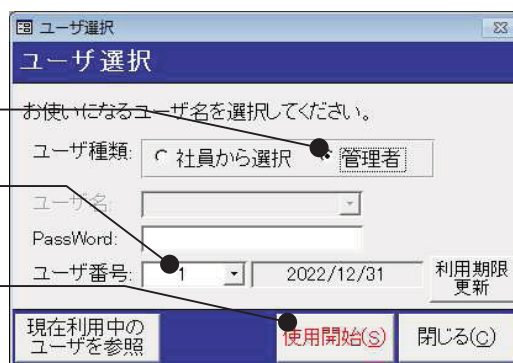 ユーザ選択
ユーザ選択
お使いになるユーザ名を選択してください。
ユーザ種類: 社員から選択 管理者
ユーザ名:
PassWord:
ユーザ番号: 1 2022/12/31 利用期限
更新
現在利用中の
ユーザを参照 使用開始(S) 閉じる(C)